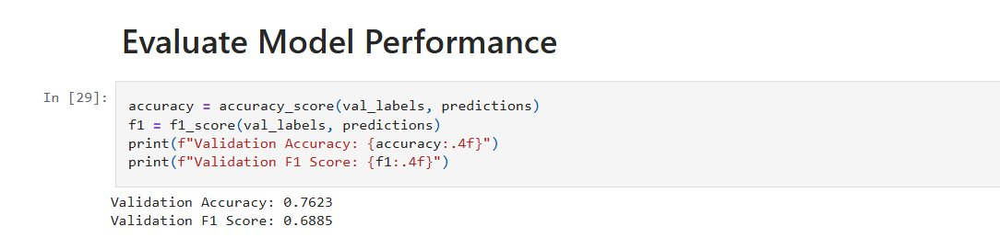 Evaluate Model Performance
In [29]:
accuracy = accuracy_score(val_labels, predictions)
f1 = f1_score(val_labels, predictions)
print(f"Validation Accuracy: {accuracy:.4f}")
print(f"Validation F1 Score: {f1:.4f}")
Validation Accuracy: 0.7623
Validation F1 Score: 0.6885